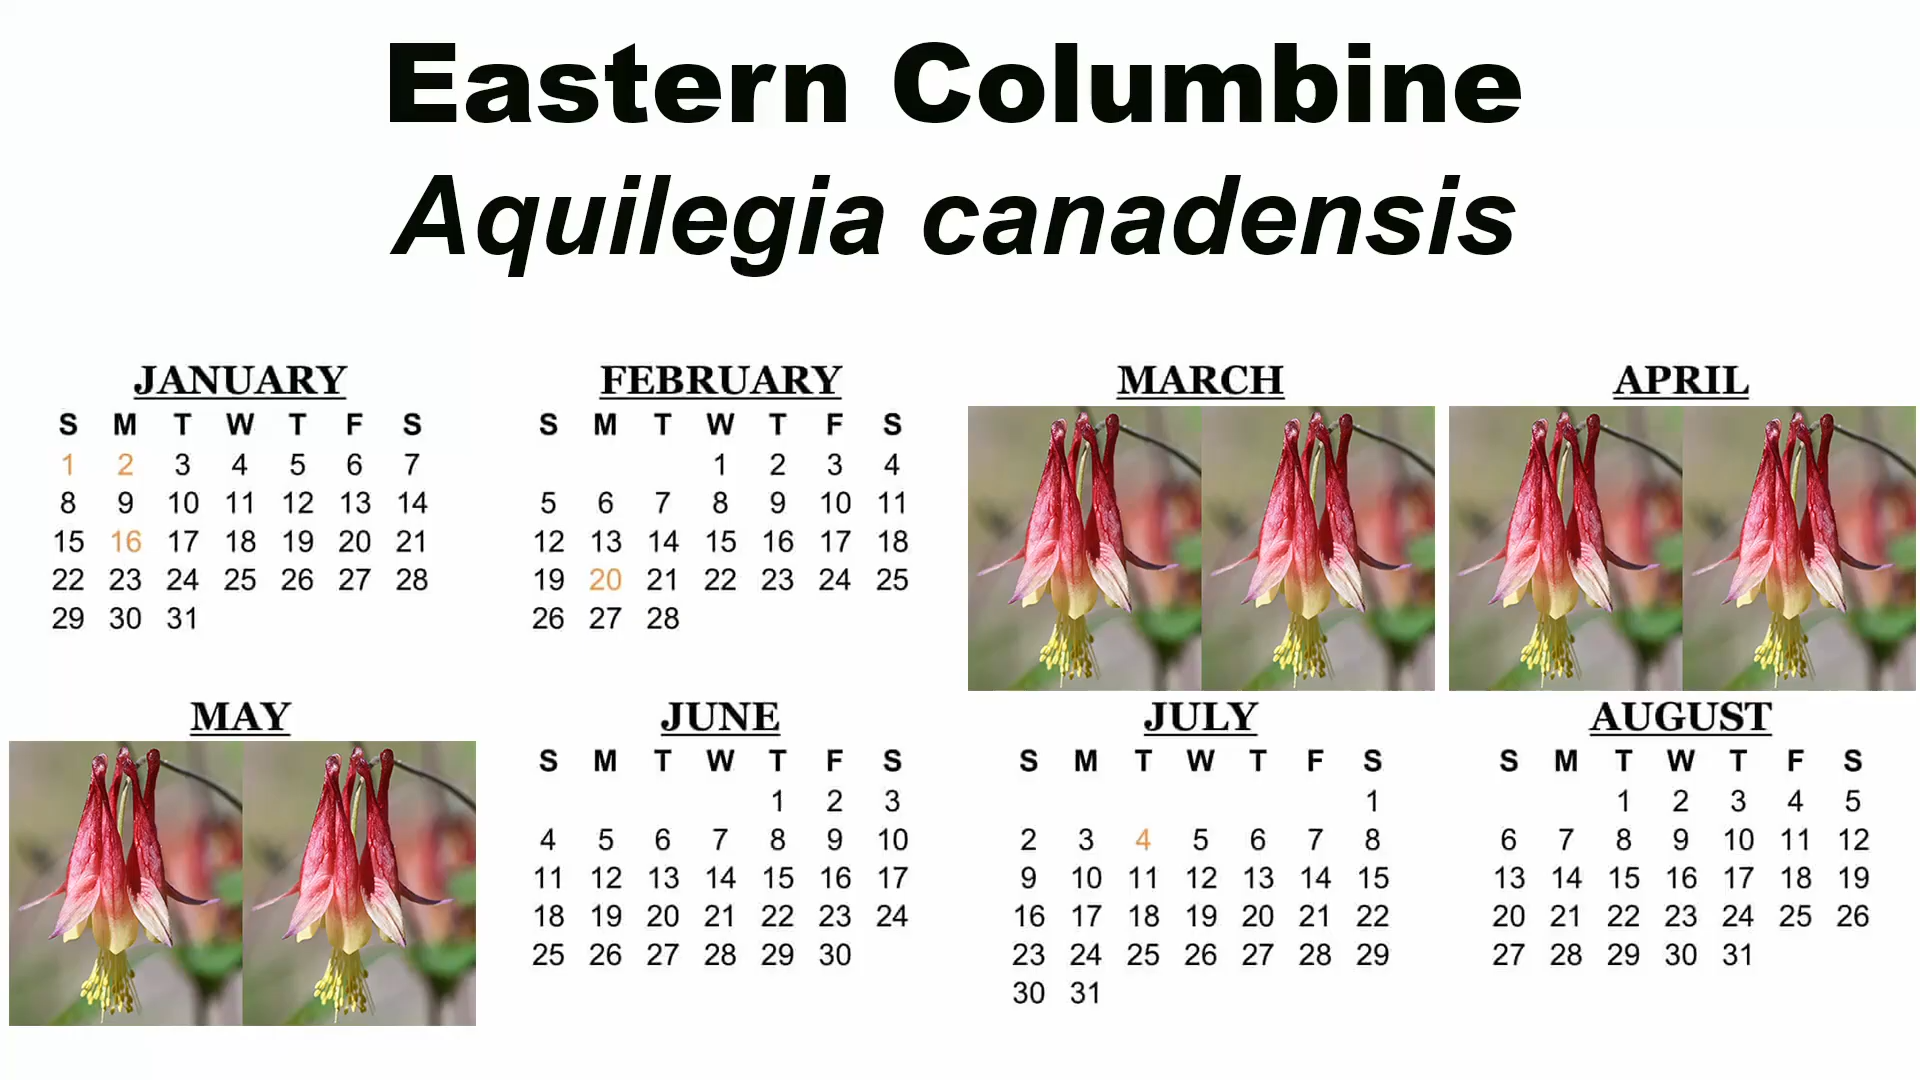 Eastern Columbine
Aquilegia canadensis
JANUARY
S M T W T F S
1 2 3 4 5 6 7
8 9 10 11 12 13 14
15 16 17 18 19 20 21
22 23 24 25 26 27 28
29 30 31
FEBRUARY
S M T W T F S
1 2 3 4
5 6 7 8 9 10 11
12 13 14 15 16 17 18
19 20 21 22 23 24 25
26 27 28
MARCH
APRIL
MAY
JUNE
S M T W T F S
1 2 3
4 5 6 7 8 9 10
11 12 13 14 15 16 17
18 19 20 21 22 23 24
25 26 27 28 29 30
JULY
S M T W T F S
1
2 3 4 5 6 7 8
9 10 11 12 13 14 15
16 17 18 19 20 21 22
23 24 25 26 27 28 29
30 31
AUGUST
S M T W T F S
1 2 3 4 5
6 7 8 9 10 11 12
13 14 15 16 17 18 19
20 21 22 23 24 25 26
27 28 29 30 31